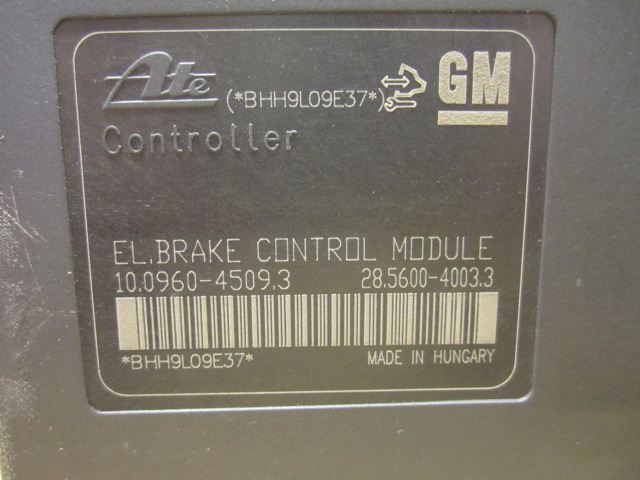 Ate (*BHH9L09E37*) GM
Controller
EL.BRAKE CONTROL MODULE
10.0960-4509.3 28.5600-4003.3
*BHH9L09E37* MADE IN HUNGARY